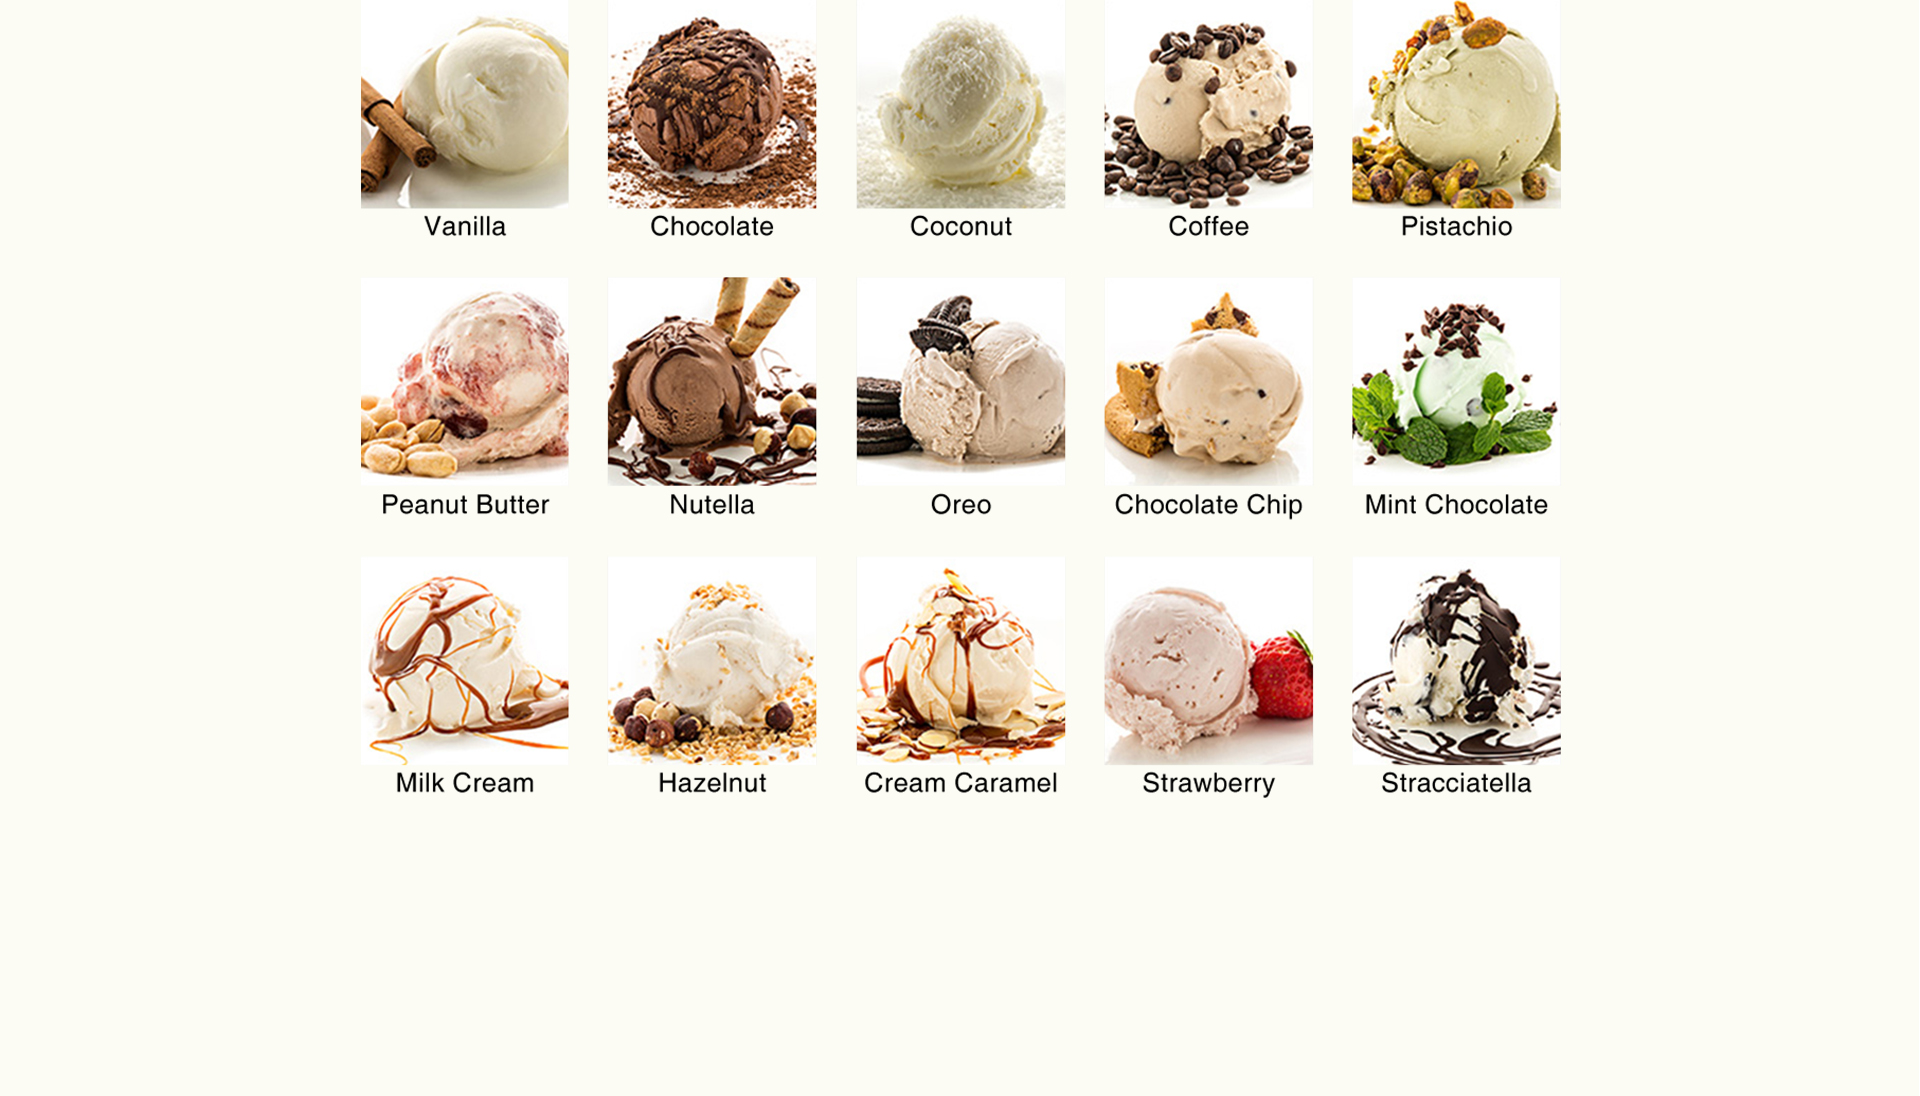 Vanilla
Chocolate
Coconut
Coffee
Pistachio
Peanut Butter
Nutella
Oreo
Chocolate Chip
Mint Chocolate
Milk Cream
Hazelnut
Cream Caramel
Strawberry
Stracciatella